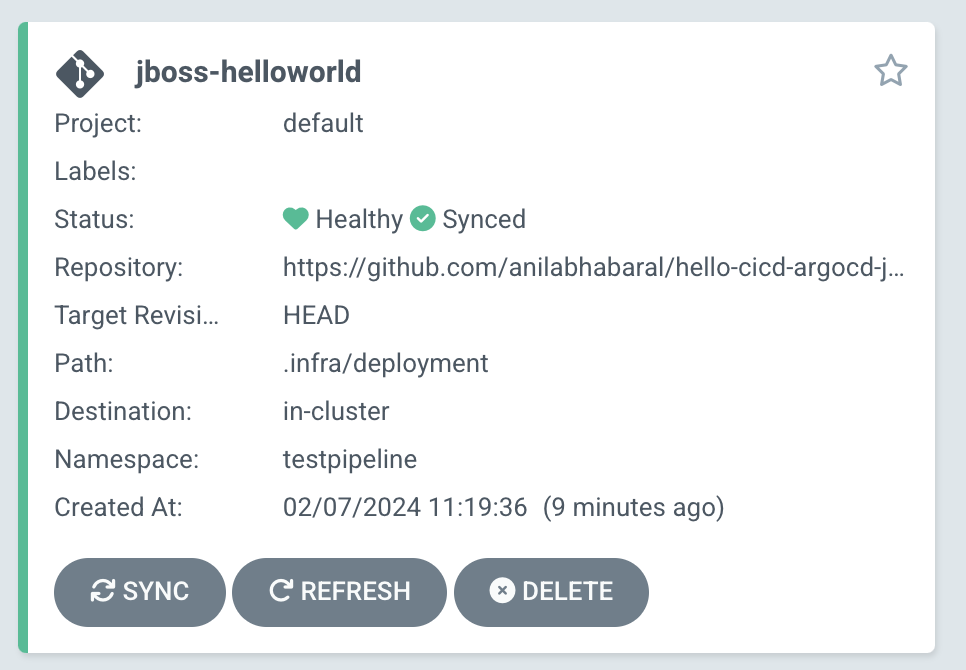 jboss-helloworld
Project: default
Labels:
Status: Healthy Synced
Repository: https://github.com/anilabhabaral/hello-cicd-argocd-j...
Target Revisi... HEAD
Path: .infra/deployment
Destination: in-cluster
Namespace: testpipeline
Created At: 02/07/2024 11:19:36 (9 minutes ago)
SYNC REFRESH DELETE